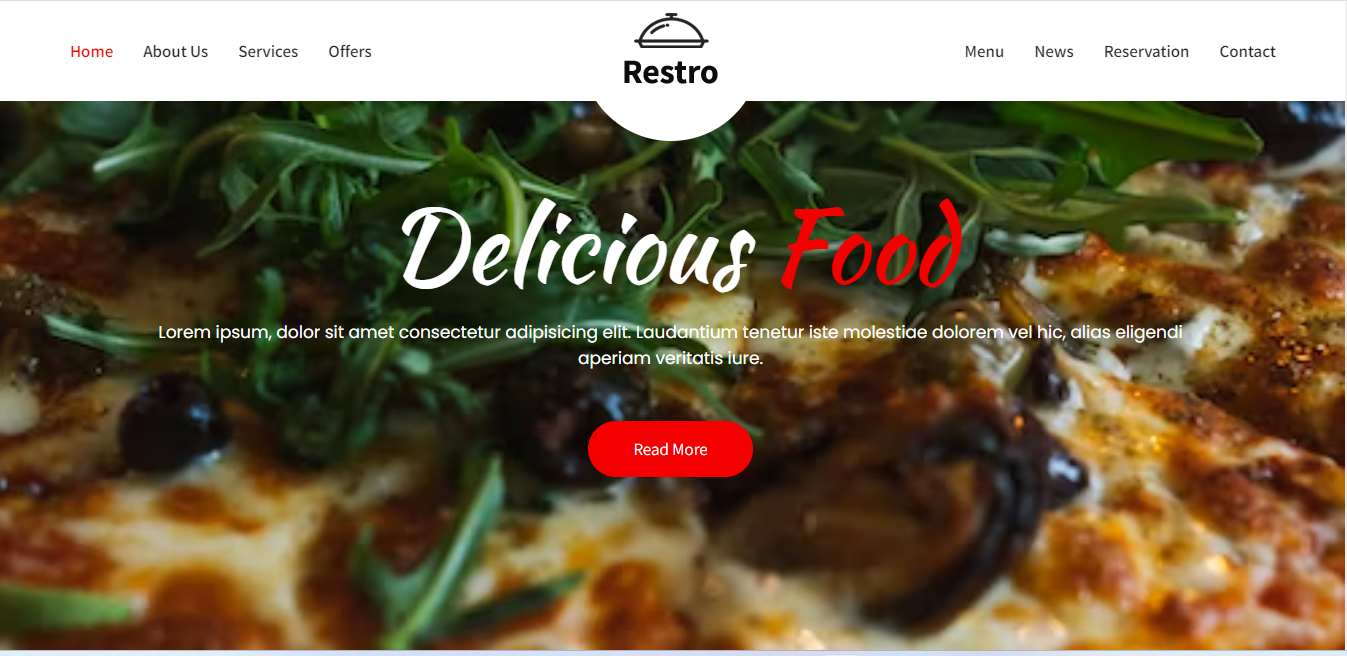 Home About Us Services Offers
Restro
Menu News Reservation Contact
Delicious Food
Lorem ipsum, dolor sit amet consectetur adipisicing elit. Laudantium tenetur iste molestiae dolorem vel hic, alias eligendi
aperiam veritatis iure.
Read More